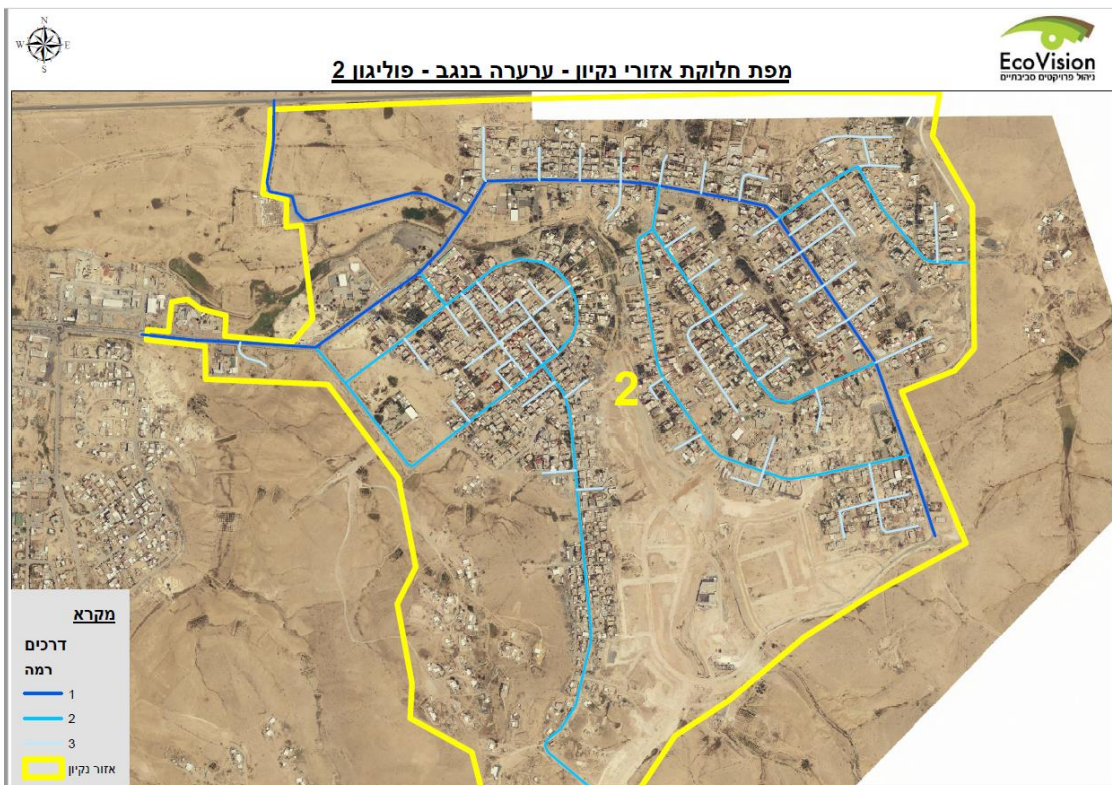 N
W E
S
EcoVision
ניהול פרויקטים סביבתיים
מפת חלוקת אזורי נקיון - ערערה בנגב - פוליגון 2
2
מקרא
דרכים
רמה
1
2
3
אזור נקיון